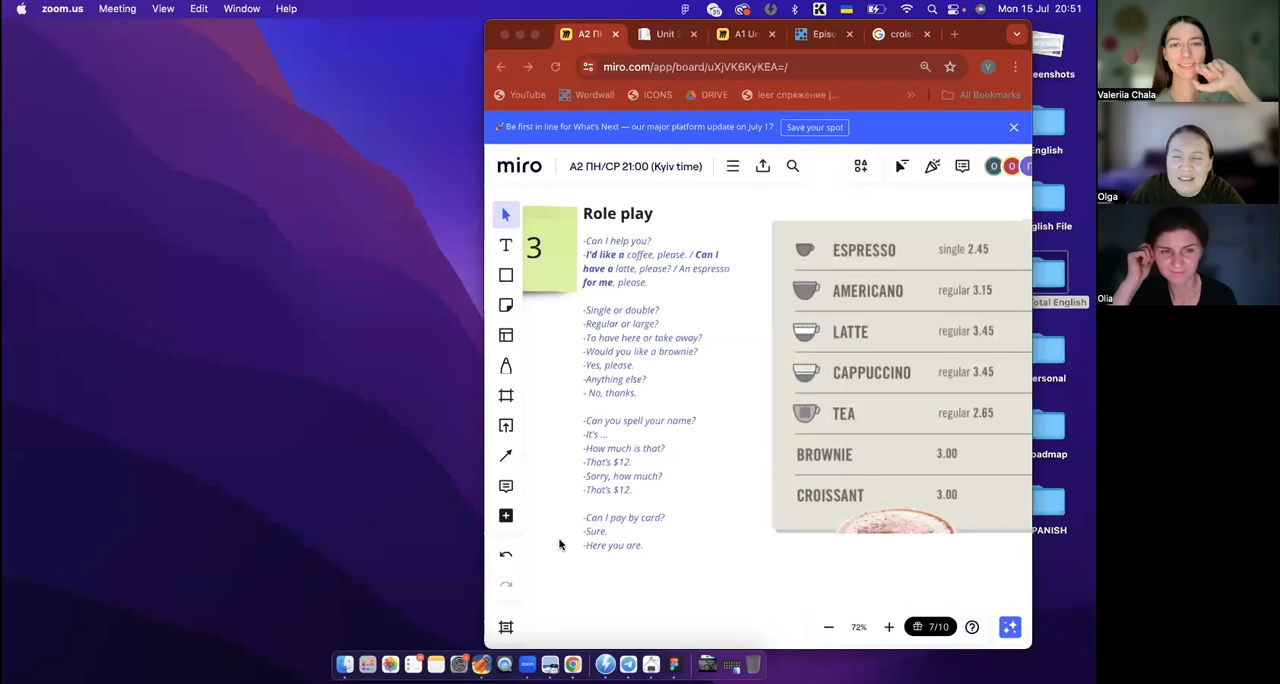 zoom.us Meeting View Edit Window Help Mon 15 Jul 20:51
A2 ПІ Unit A1 Un Episo crois
miro.com/app/board/uXjVK6KyKEA=/
YouTube Wordwall ICONS DRIVE leer спряжение |... » All Bookmarks
Be first in line for What's Next — our major platform update on July 17 Save your spot
miro A2 ПН/СР 21:00 (Kyiv time)
3
Role play
-Can I help you?
-I'd like a coffee, please. / Can I
have a latte, please? / An espresso
for me, please.
-Single or double?
-Regular or large?
-To have here or take away?
-Would you like a brownie?
-Yes, please.
-Anything else?
- No, thanks.
-Can you spell your name?
-It's ...
-How much is that?
-That's $12.
-Sorry, how much?
-That's $12.
-Can I pay by card?
-Sure.
-Here you are.
ESPRESSO single 2.45
AMERICANO regular 3.15
LATTE regular 3.45
CAPPUCCINO regular 3.45
TEA regular 2.65
BROWNIE 3.00
CROISSANT 3.00
72% 7/10
eenshots
English
glish File
Total English
ersonal
oadmap
PANISH
Valeriia Chala
Olga
Olia